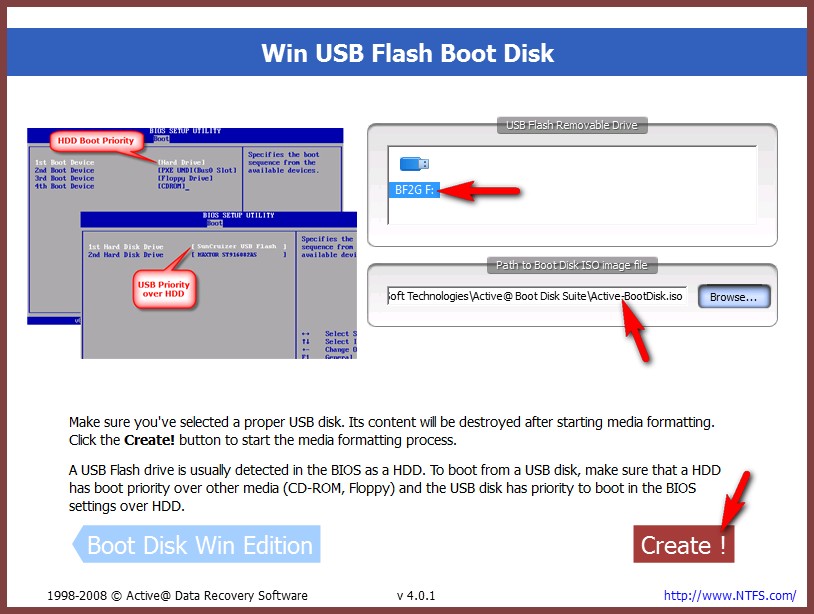 Win USB Flash Boot Disk
BIOS SETUP UTILITY
Boot
HDD Boot Priority
1st Boot Device [Hard Drive]
2nd Boot Device [PXE UNDI(Bus0 Slot]
3rd Boot Device [Floppy Drive]
4th Boot Device [CDROM]
Specifies the boot
sequence from the
available devices.
BIOS SETUP UTILITY
Boot
1st Hard Disk Drive [ SunCruizer USB Flash ]
2nd Hard Disk Drive [ MAXTOR ST916082AS ]
Specifies the
sequence from
available devi
USB Priority
over HDD
←→ Select S
↑↓ Select I
+- Change O
F1 General
USB Flash Removable Drive
BF2G F:
Path to Boot Disk ISO image file
Soft Technologies\Active@ Boot Disk Suite\Active-BootDisk.iso
Browse...
Make sure you've selected a proper USB disk. Its content will be destroyed after starting media formatting.
Click the Create! button to start the media formatting process.
A USB Flash drive is usually detected in the BIOS as a HDD. To boot from a USB disk, make sure that a HDD
has boot priority over other media (CD-ROM, Floppy) and the USB disk has priority to boot in the BIOS
settings over HDD.
Boot Disk Win Edition
Create !
1998-2008 © Active@ Data Recovery Software
v 4.0.1
http://www.NTFS.com/